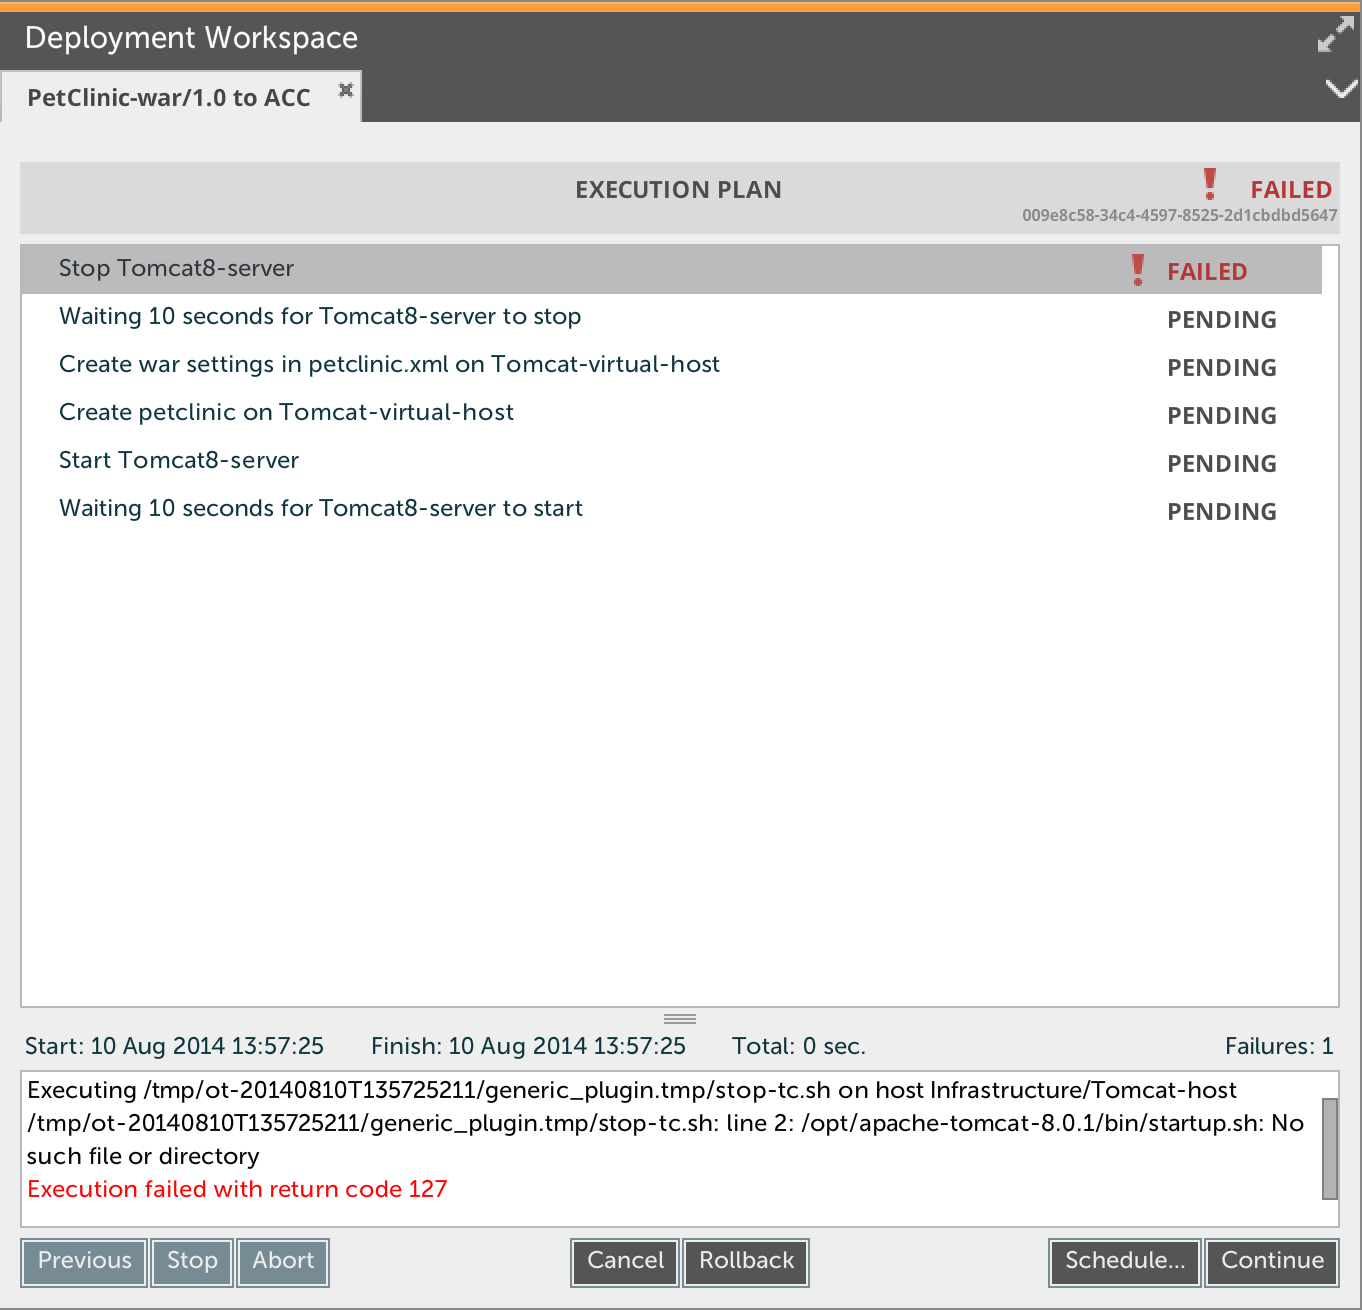 Deployment Workspace
PetClinic-war/1.0 to ACC
EXECUTION PLAN
FAILED
009e8c58-34c4-4597-8525-2d1cbdbd5647
Stop Tomcat8-server FAILED
Waiting 10 seconds for Tomcat8-server to stop PENDING
Create war settings in petclinic.xml on Tomcat-virtual-host PENDING
Create petclinic on Tomcat-virtual-host PENDING
Start Tomcat8-server PENDING
Waiting 10 seconds for Tomcat8-server to start PENDING
Start: 10 Aug 2014 13:57:25 Finish: 10 Aug 2014 13:57:25 Total: 0 sec. Failures: 1
Executing /tmp/ot-20140810T135725211/generic_plugin.tmp/stop-tc.sh on host Infrastructure/Tomcat-host
/tmp/ot-20140810T135725211/generic_plugin.tmp/stop-tc.sh: line 2: /opt/apache-tomcat-8.0.1/bin/startup.sh: No
such file or directory
Execution failed with return code 127
Previous Stop Abort Cancel Rollback Schedule... Continue